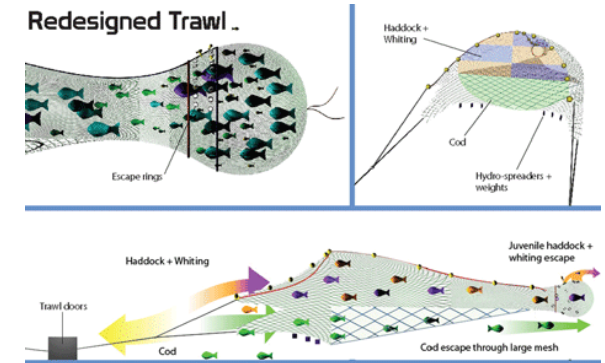 Redesigned Trawl
Escape rings
Haddock +
Whiting
Cod
Hydro-spreaders +
weights
Haddock + Whiting
Juvenile haddock +
whiting escape
Trawl doors
Cod
Cod escape through large mesh